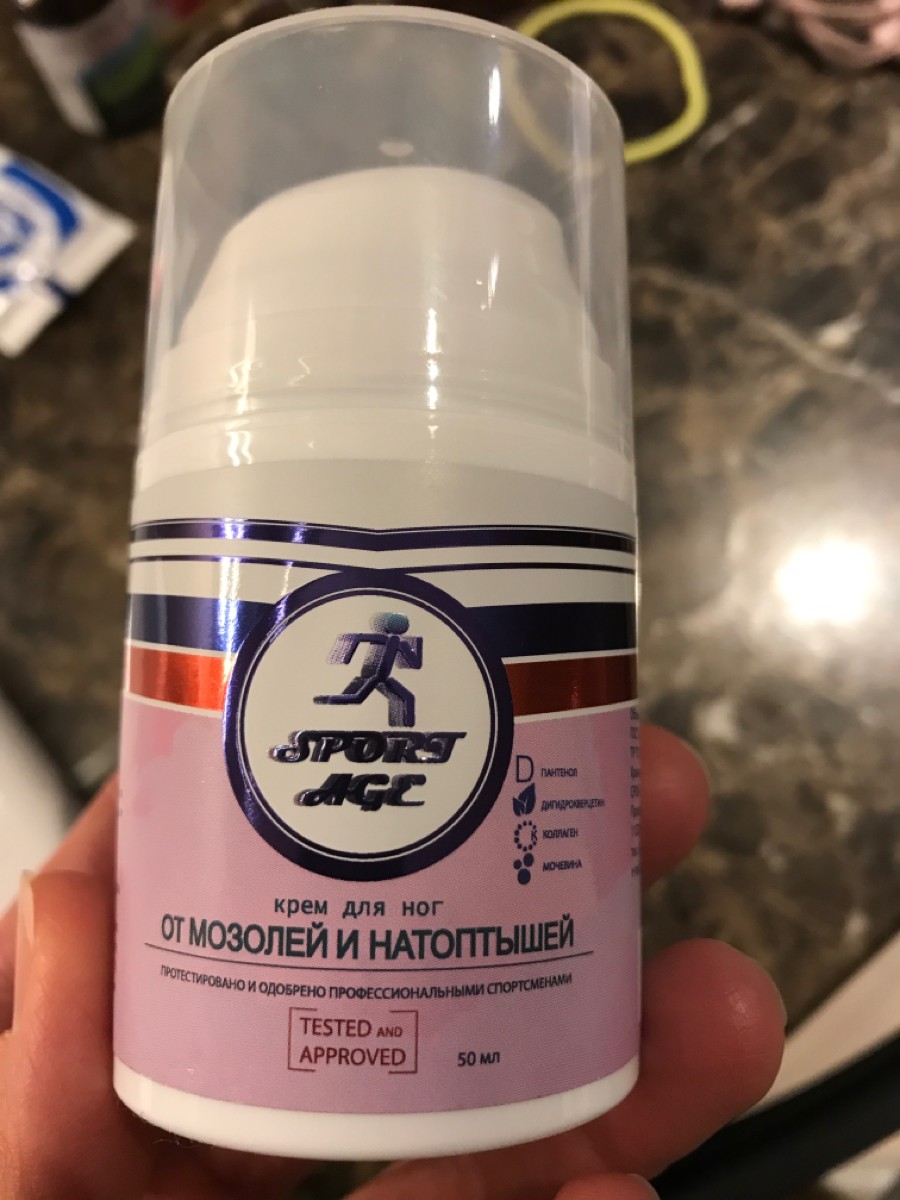 SPORT
AGE
D ПАНТЕНОЛ
ДИГИДРОКВЕРЦЕТИН
К КОЛЛАГЕН
МОЧЕВИНА
крем для ног
ОТ МОЗОЛЕЙ И НАТОПТЫШЕЙ
ПРОТЕСТИРОВАНО И ОДОБРЕНО ПРОФЕССИОНАЛЬНЫМИ СПОРТСМЕНАМИ
TESTED AND
APPROVED
50 мл